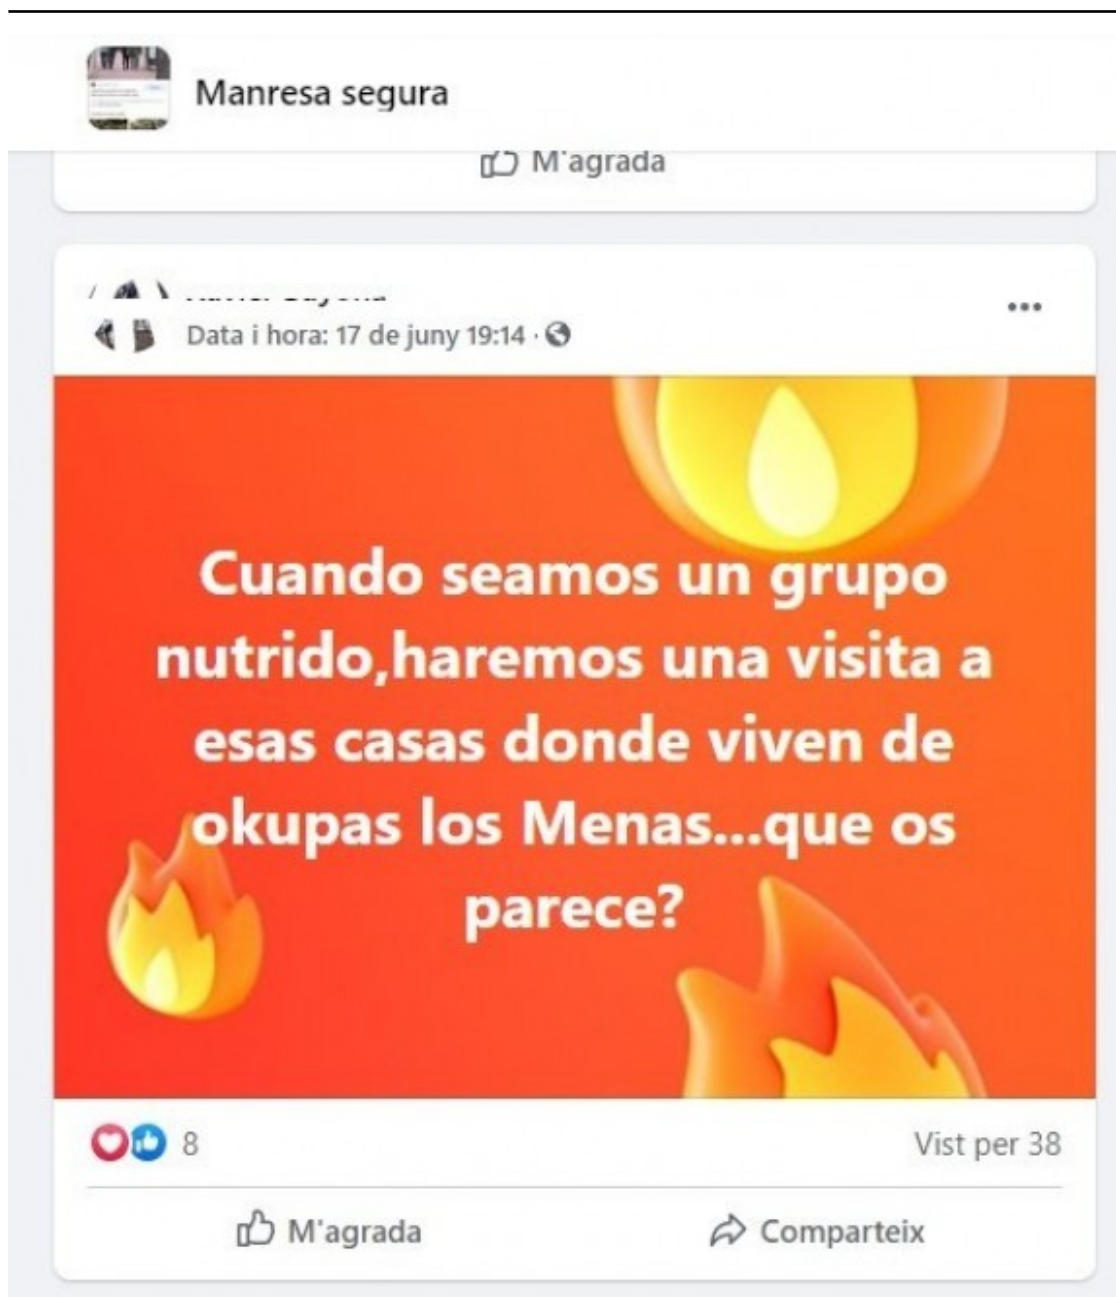 Manresa segura
M'agrada
Data i hora: 17 de juny 19:14 ·
Cuando seamos un grupo
nutrido,haremos una visita a
esas casas donde viven de
okupas los Menas...que os
parece?
8
Vist per 38
M'agrada
Comparteix